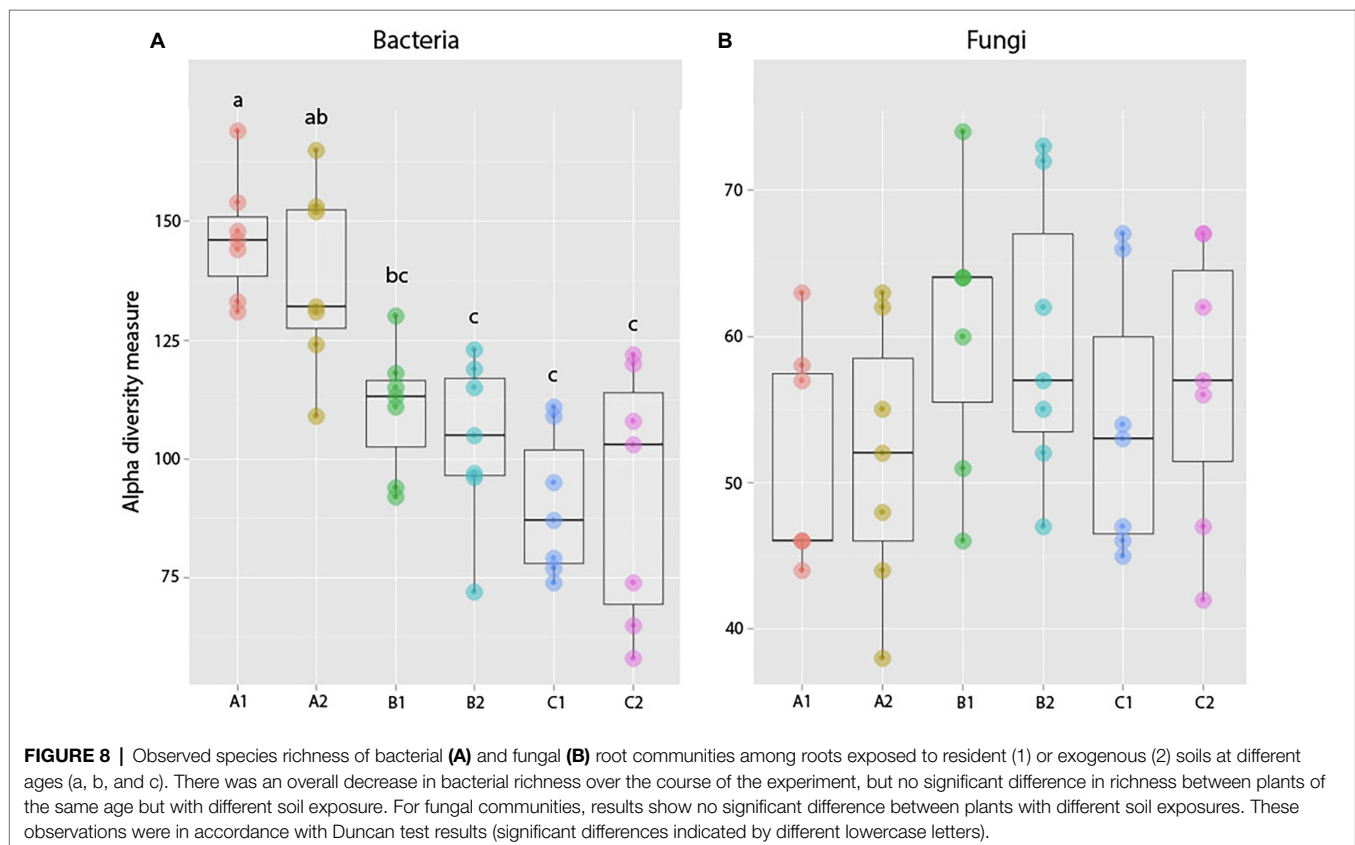 A
Bacteria
B
Fungi
a
ab
bc
c
c
c
Alpha diversity measure
150
125
100
75
A1
A2
B1
B2
C1
C2
70
60
50
40
A1
A2
B1
B2
C1
C2
FIGURE 8 | Observed species richness of bacterial (A) and fungal (B) root communities among roots exposed to resident (1) or exogenous (2) soils at different
ages (a, b, and c). There was an overall decrease in bacterial richness over the course of the experiment, but no significant difference in richness between plants of
the same age but with different soil exposure. For fungal communities, results show no significant difference between plants with different soil exposures. These
observations were in accordance with Duncan test results (significant differences indicated by different lowercase letters).